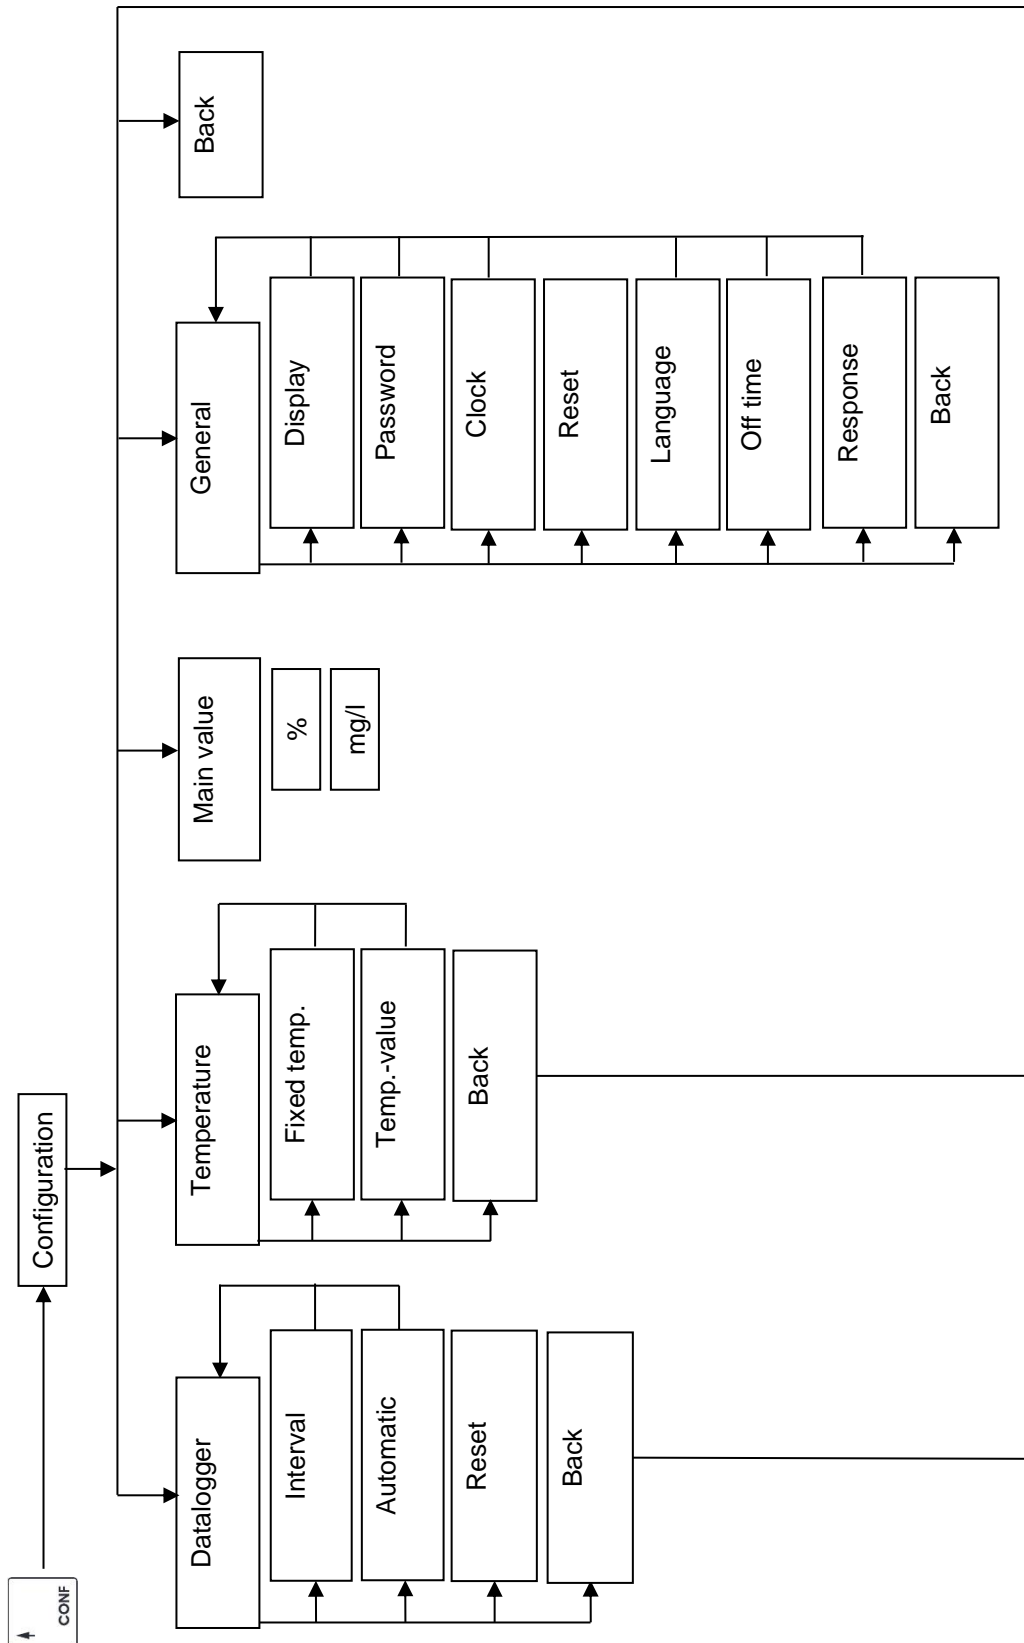 CONF
Configuration
Datalogger
Interval
Automatic
Reset
Back
Temperature
Fixed temp.
Temp.-value
Back
Main value
%
mg/l
General
Display
Password
Clock
Reset
Language
Off time
Response
Back
Back